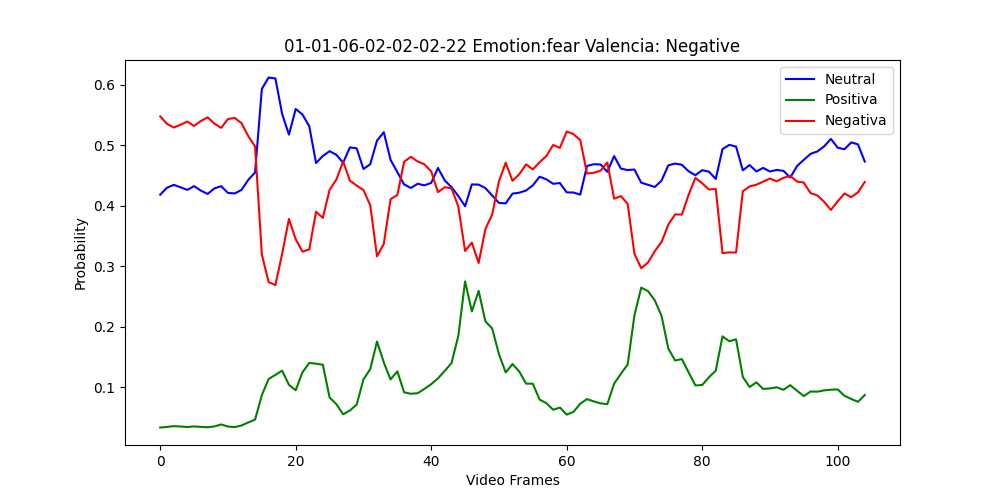 01-01-06-02-02-02-22 Emotion:fear Valencia: Negative
Neutral
Positiva
Negativa
Probability
0.6
0.5
0.4
0.3
0.2
0.1
0 20 40 60 80 100
Video Frames